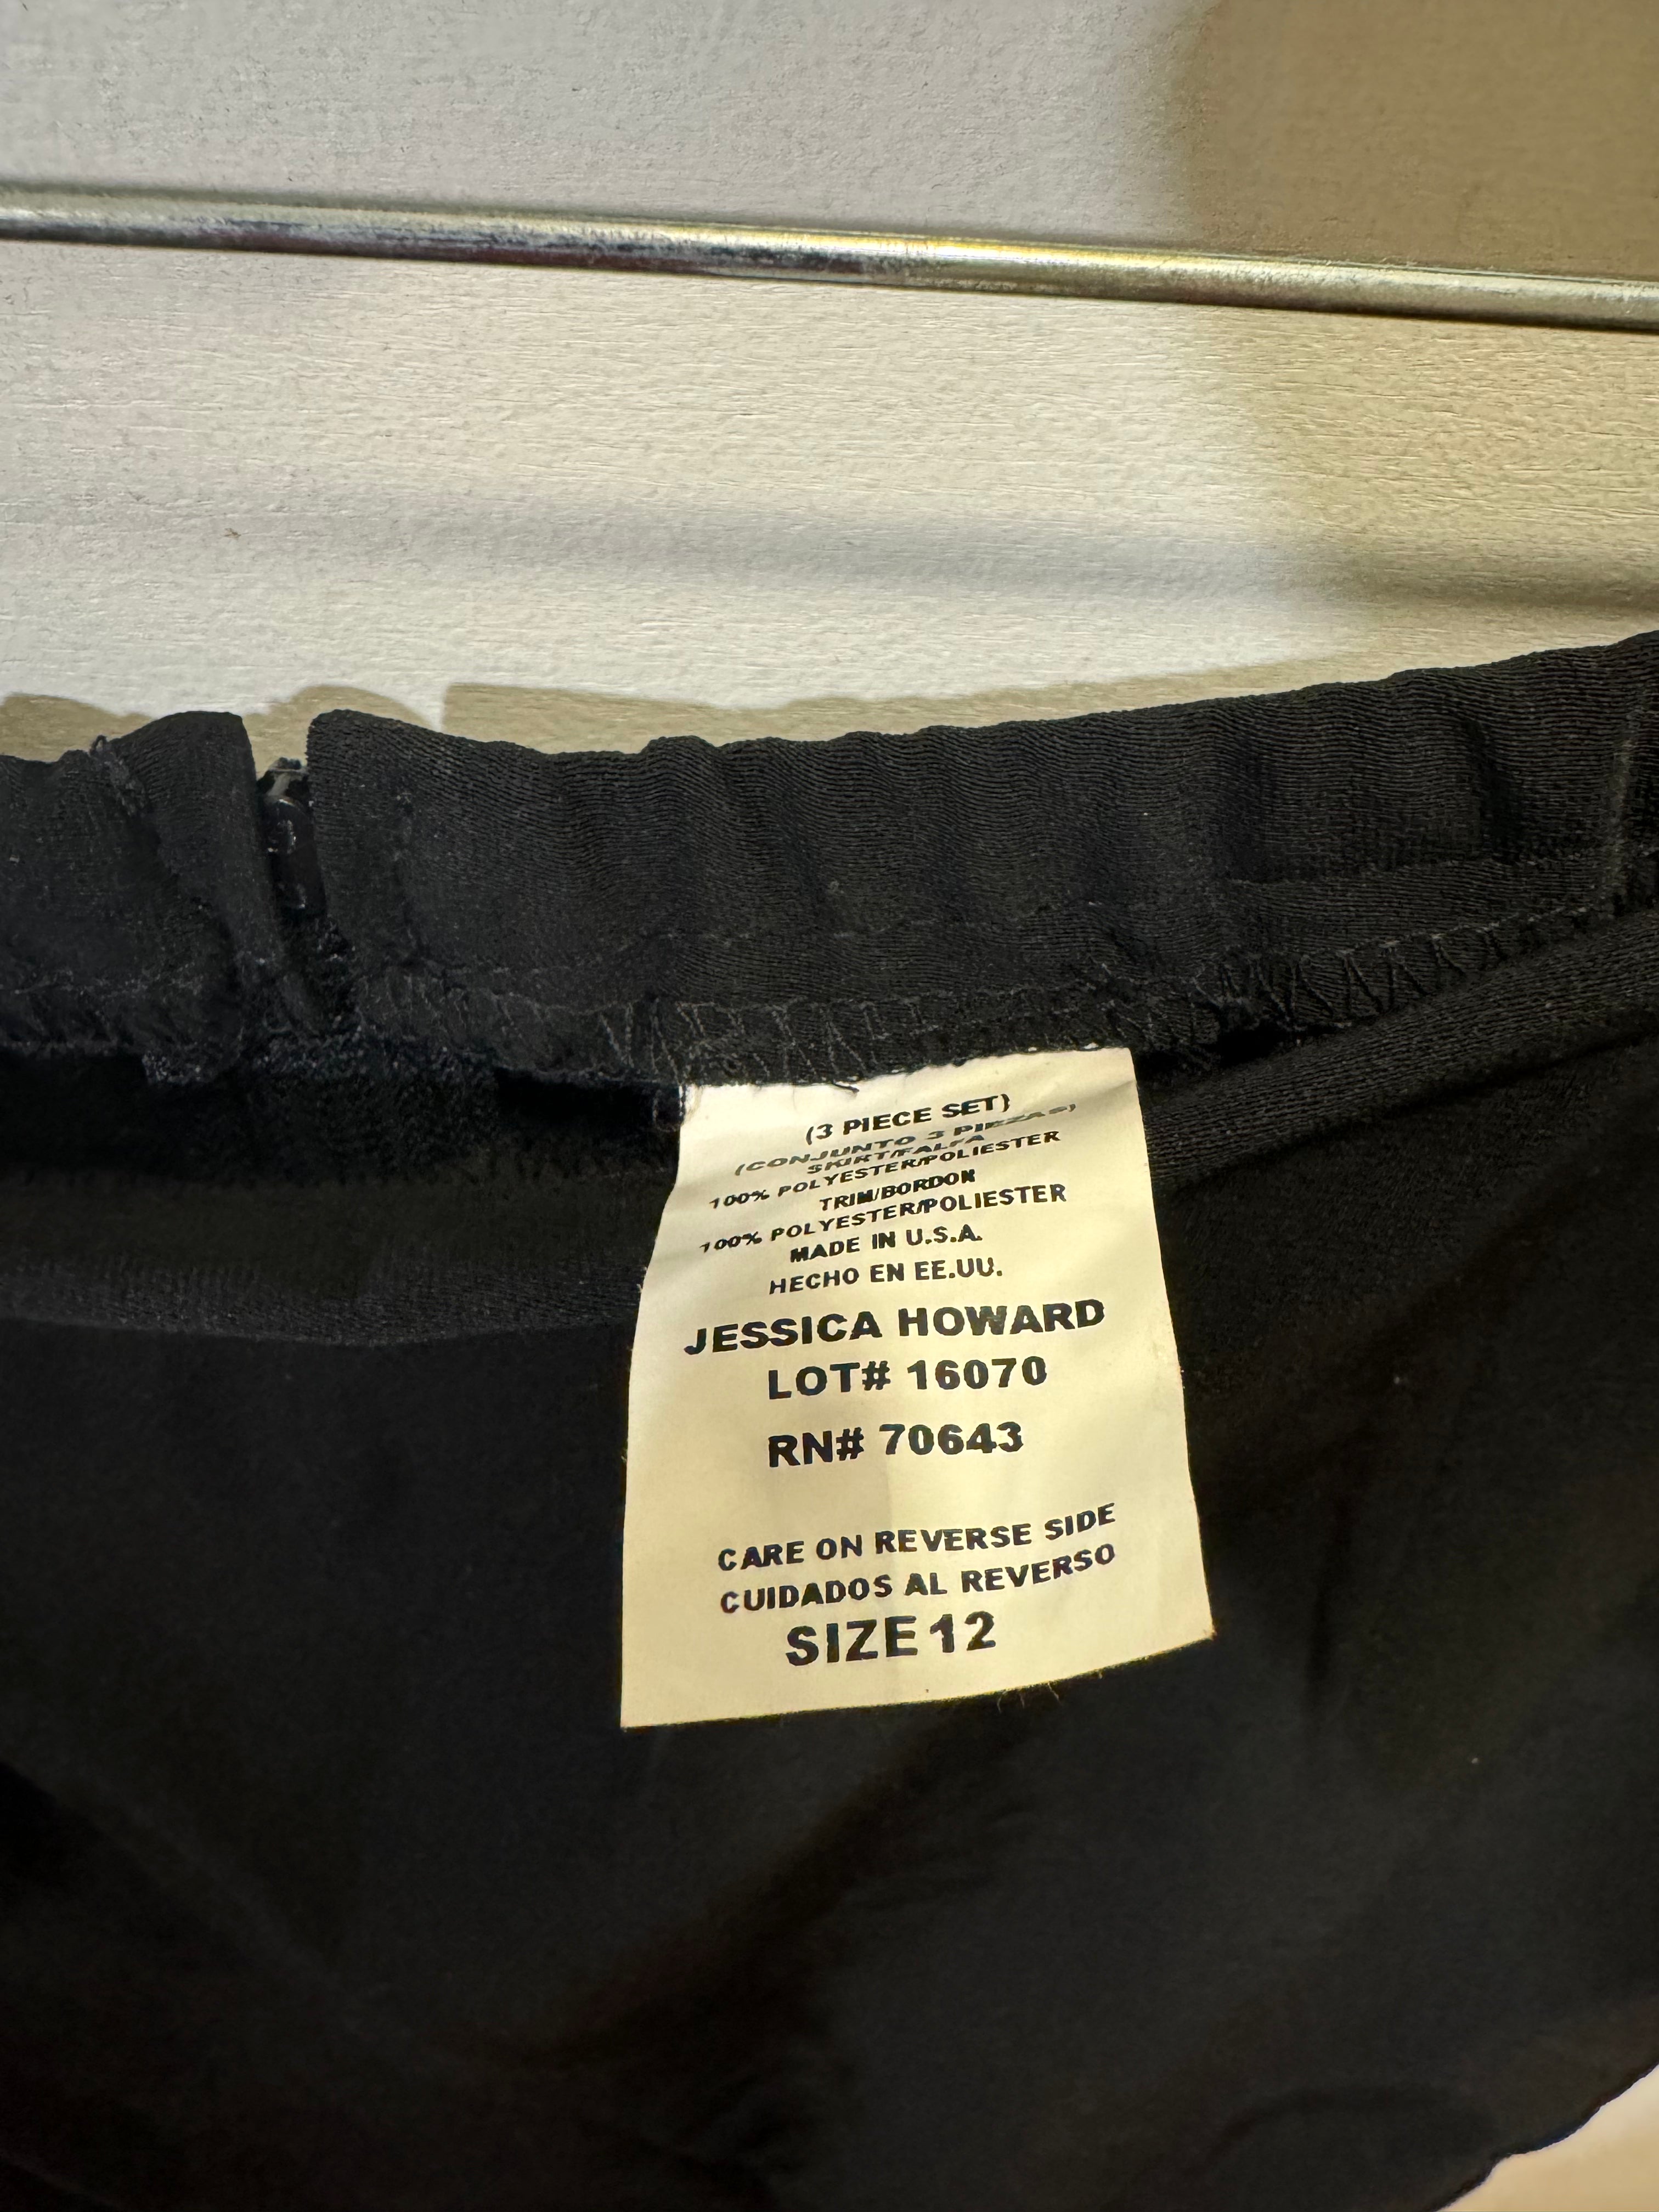 (3 PIECE SET)
(CONJUNTO 3 PIEZAS)
SKIRT/FALFA
100% POLYESTER/POLIESTER
TRIM/BORDON
100% POLYESTER/POLIESTER
MADE IN U.S.A.
HECHO EN EE.UU.
JESSICA HOWARD
LOT# 16070
RN# 70643
CARE ON REVERSE SIDE
CUIDADOS AL REVERSO
SIZE 12